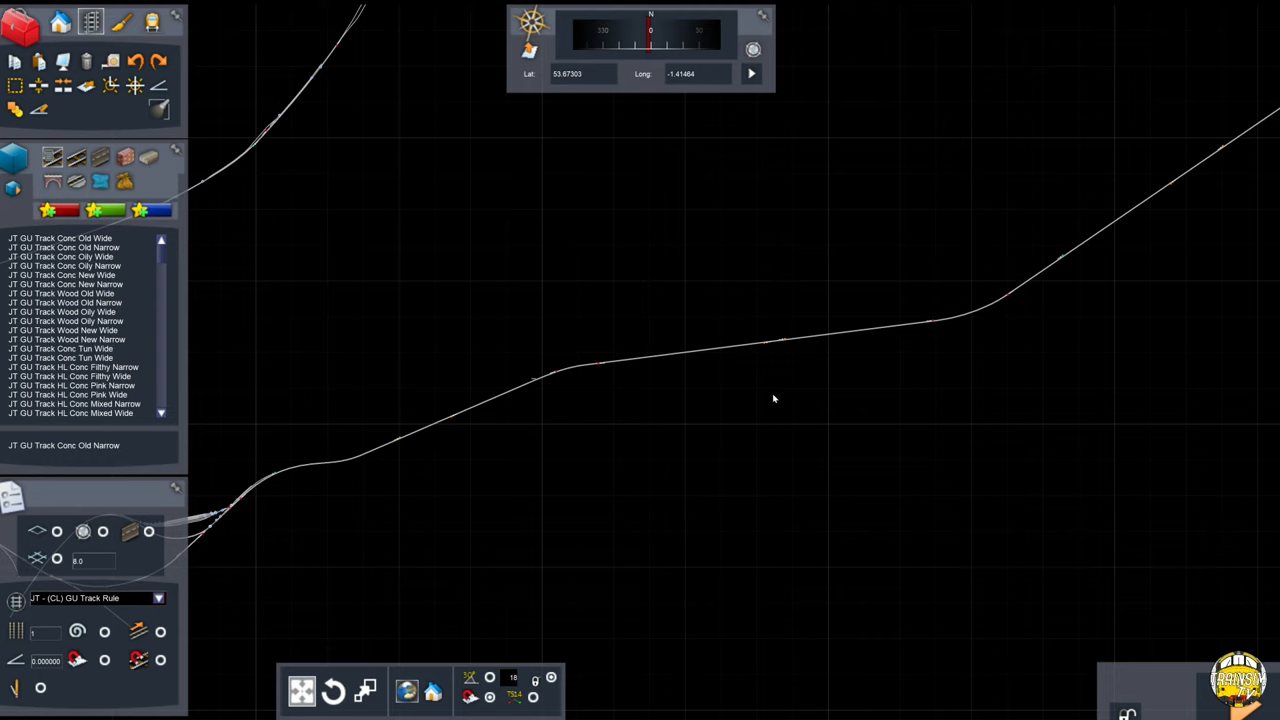 N
330
0
30
Lat:
53.67303
Long:
-1.41464
JT GU Track Conc Old Wide
JT GU Track Conc Old Narrow
JT GU Track Conc Oily Wide
JT GU Track Conc Oily Narrow
JT GU Track Conc New Wide
JT GU Track Conc New Narrow
JT GU Track Wood Old Wide
JT GU Track Wood Old Narrow
JT GU Track Wood Oily Wide
JT GU Track Wood Oily Narrow
JT GU Track Wood New Wide
JT GU Track Wood New Narrow
JT GU Track Conc Tun Wide
JT GU Track Conc Tun Wide
JT GU Track HL Conc Filthy Narrow
JT GU Track HL Conc Filthy Wide
JT GU Track HL Conc Pink Narrow
JT GU Track HL Conc Pink Wide
JT GU Track HL Conc Mixed Narrow
JT GU Track HL Conc Mixed Wide
JT GU Track Conc Old Narrow
8.0
JT - (CL) GU Track Rule
1
0.000000
30°
18
TS14
TRANSIM
TV